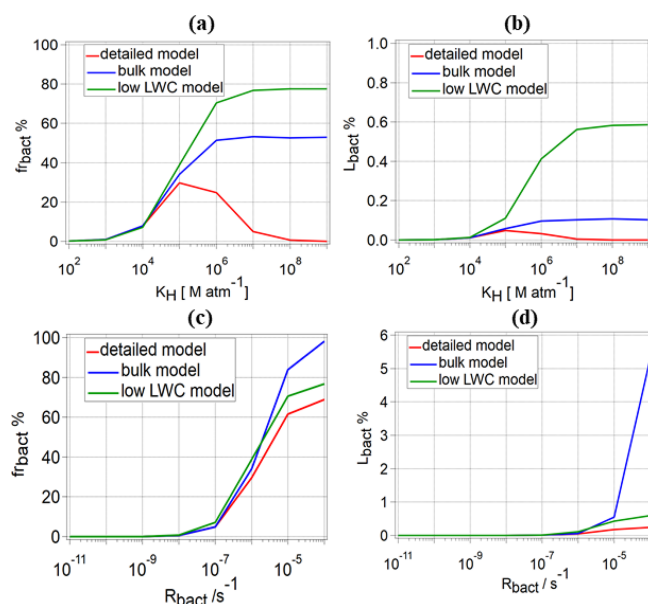 (a)
(b)
detailed model
bulk model
low LWC model
detailed model
bulk model
low LWC model
100
80
60
40
20
0
1.0
0.8
0.6
0.4
0.2
0.0
fr_bact %
L_bact %
10^2
10^4
10^6
10^8
10^2
10^4
10^6
10^8
K_H [ M atm^-1]
K_H [ M atm^-1]
(c)
(d)
detailed model
bulk model
low LWC model
detailed model
bulk model
low LWC model
100
80
60
40
20
0
6
5
4
3
2
1
0
fr_bact %
L_bact %
10^-11
10^-9
10^-7
10^-5
10^-11
10^-9
10^-7
10^-5
R_bact /s^-1
R_bact / s^-1